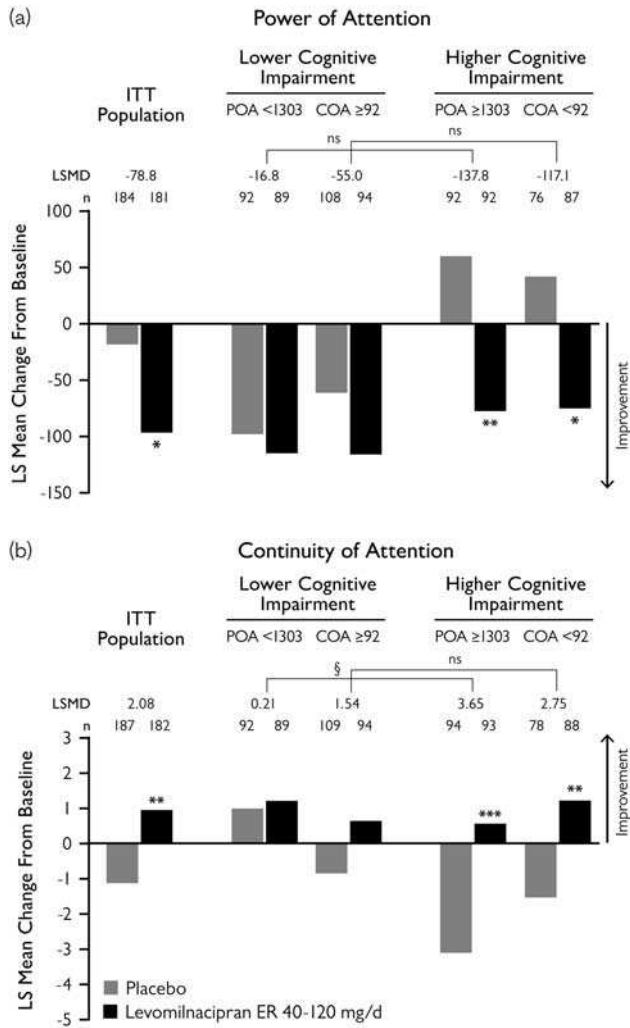 (a)
Power of Attention
Lower Cognitive Impairment
Higher Cognitive Impairment
ITT Population
POA <1303 COA ≥92 POA ≥1303 COA <92
ns
ns
LSMD -78.8 -16.8 -55.0 -137.8 -117.1
n 184 181 92 89 108 94 92 92 76 87
LS Mean Change From Baseline
100
50
0
-50
-100
-150
* ** *
Improvement
(b)
Continuity of Attention
Lower Cognitive Impairment
Higher Cognitive Impairment
ITT Population
POA <1303 COA ≥92 POA ≥1303 COA <92
§
ns
LSMD 2.08 0.21 1.54 3.65 2.75
n 187 182 92 89 109 94 94 93 78 88
LS Mean Change From Baseline
3
2
1
0
-1
-2
-3
-4
-5
** *** **
Improvement
Placebo
Levomilnacipran ER 40-120 mg/d